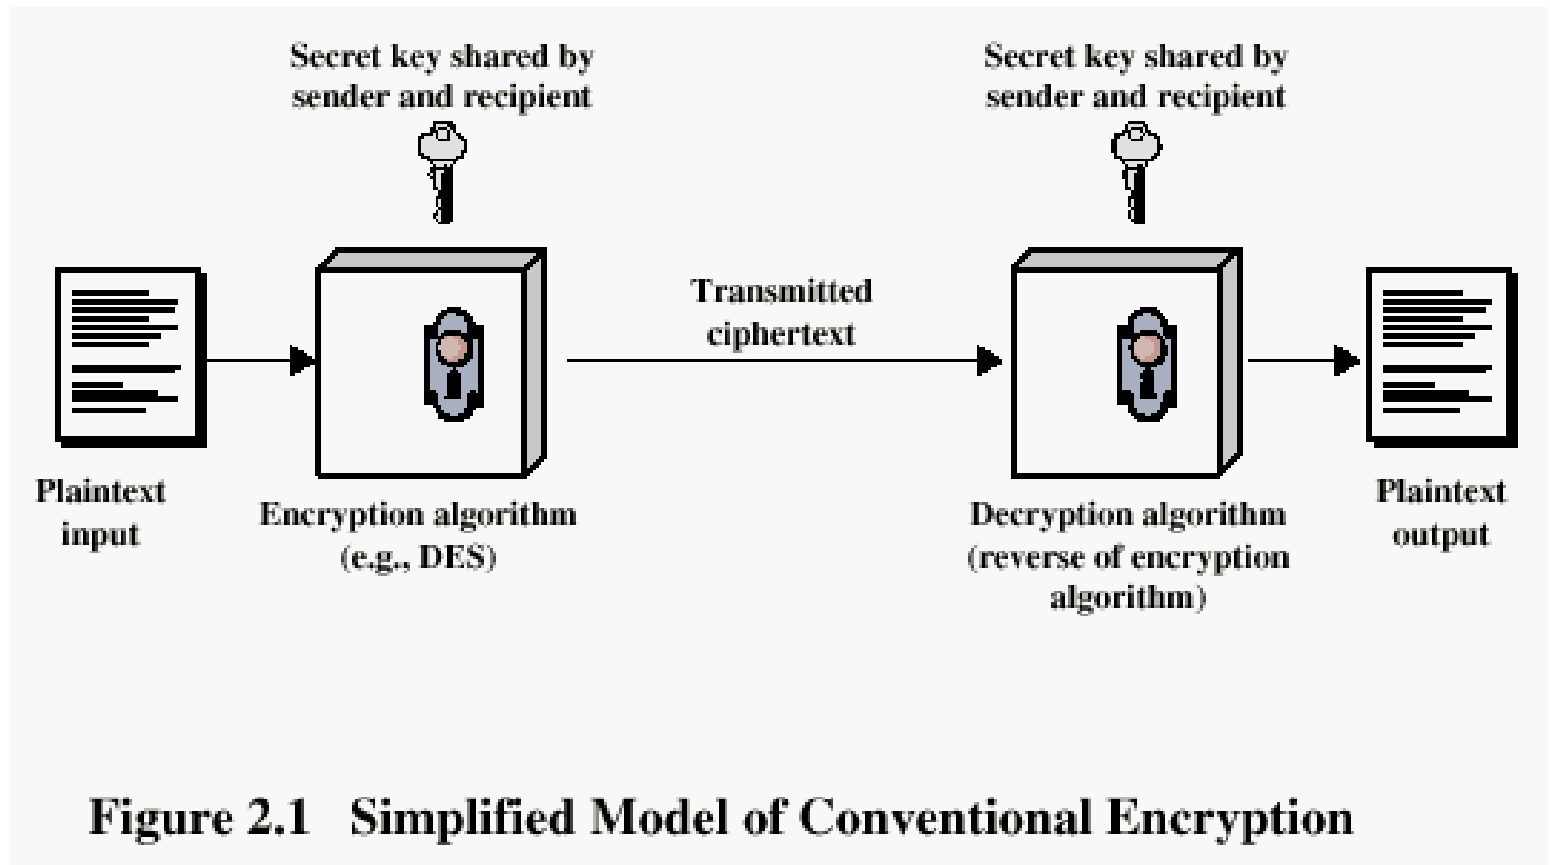 Secret key shared by
sender and recipient
Secret key shared by
sender and recipient
Transmitted
ciphertext
Plaintext
input
Encryption algorithm
(e.g., DES)
Decryption algorithm
(reverse of encryption
algorithm)
Plaintext
output
Figure 2.1 Simplified Model of Conventional Encryption